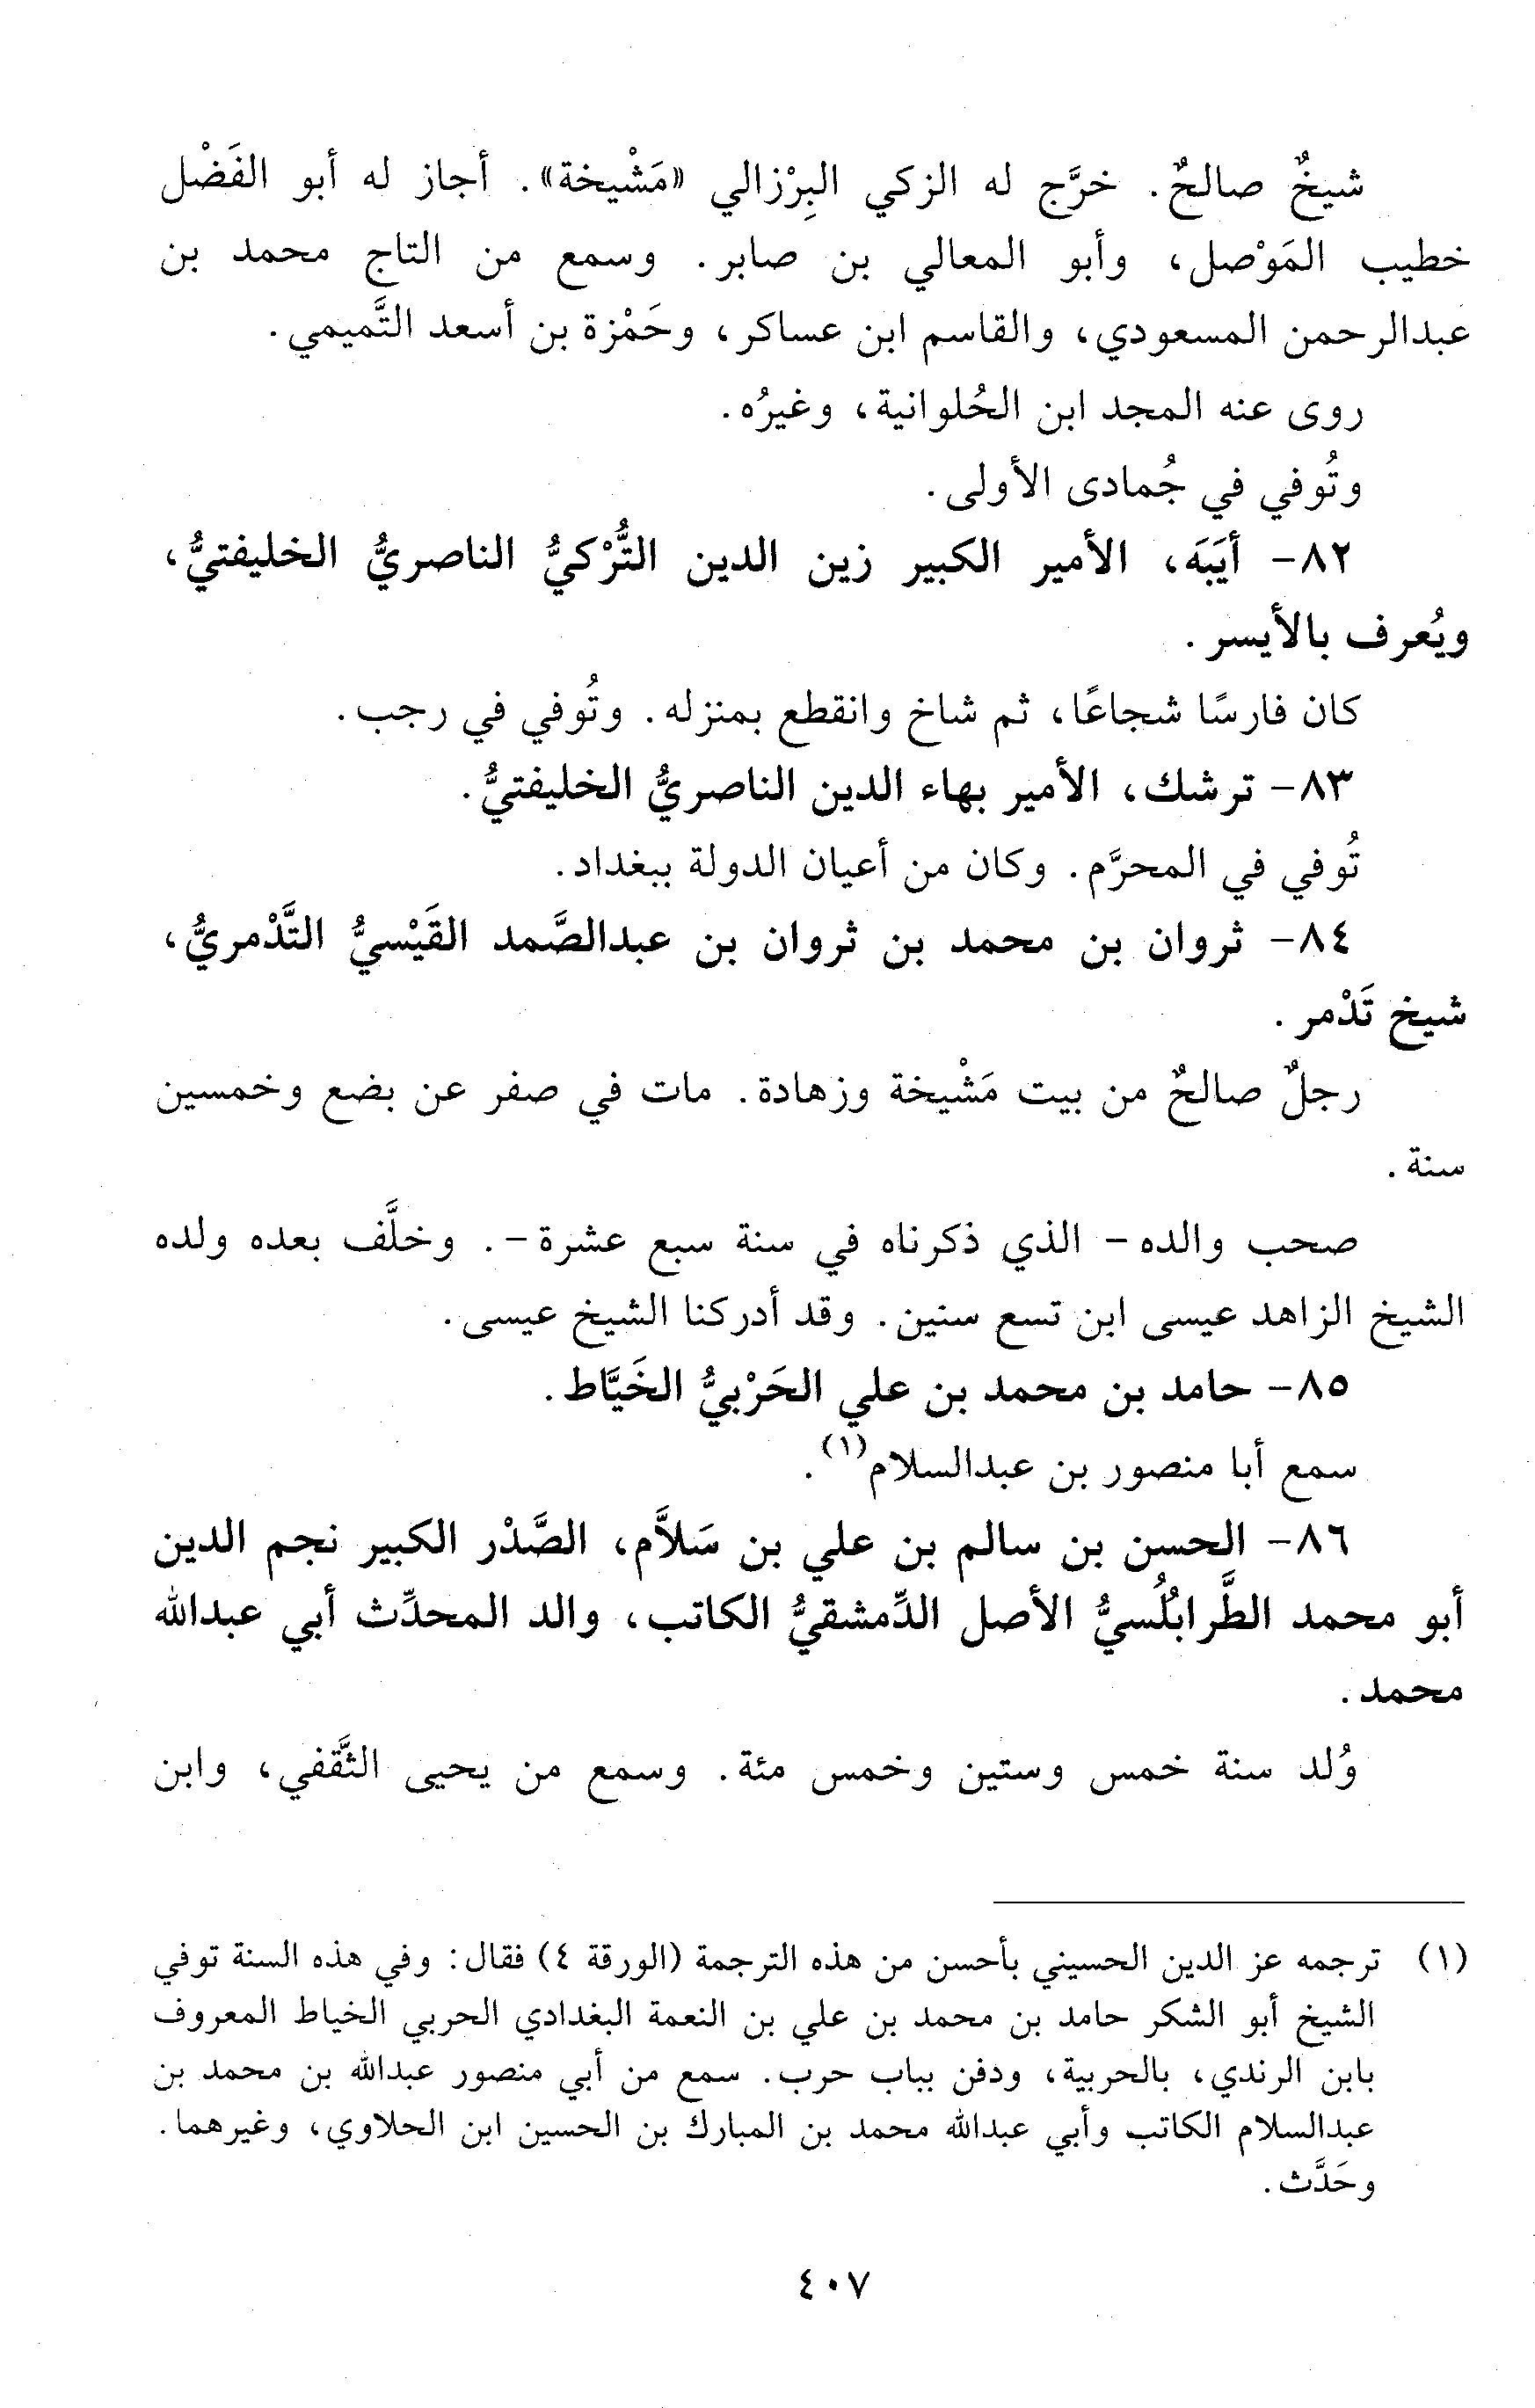 شيخٌ صالحٌ. خرَّج له الزكي البِرْزالي «مَشْيخة». أجاز له أبو الفَضْل
خطيب المَوْصل، وأبو المعالي بن صابر. وسمع من التاج محمد بن
عبدالرحمن المسعودي، والقاسم ابن عساكر، وحَمْزة بن أسعد التَّميمي.
روى عنه المجد ابن الحُلوانية، وغيرُه.
وتُوفي في جُمادى الأولى.
٨٢- أَيَبَه، الأمير الكبير زين الدين التُّرْكيُّ الناصريُّ الخليفتيُّ،
ويُعرف بالأيسر.
كان فارسًا شجاعًا، ثم شاخ وانقطع بمنزله. وتُوفي في رجب.
٨٣- ترشك، الأمير بهاء الدين الناصريُّ الخليفتيُّ.
تُوفي في المحرَّم. وكان من أعيان الدولة ببغداد.
٨٤- ثروان بن محمد بن ثروان بن عبدالصَّمد القَيْسيُّ التَّدْمريُّ،
شيخ تَدْمر.
رجلٌ صالحٌ من بيت مَشْيخة وزهادة. مات في صفر عن بضع وخمسين
سنة.
صحب والده- الذي ذكرناه في سنة سبع عشرة-. وخلَّف بعده ولده
الشيخ الزاهد عيسى ابن تسع سنين. وقد أدركنا الشيخ عيسى.
٨٥- حامد بن محمد بن علي الحَرْبيُّ الخَيَّاط.
سمع أبا منصور بن عبدالسلام(١).
٨٦- الحسن بن سالم بن علي بن سَلاَّم، الصَّدْر الكبير نجم الدين
أبو محمد الطَّرابُلُسيُّ الأصل الدِّمشقيُّ الكاتب، والد المحدِّث أبي عبدالله
محمد.
وُلد سنة خمس وستين وخمس مئة. وسمع من يحيى الثَّقفي، وابن
(١) ترجمه عز الدين الحسيني بأحسن من هذه الترجمة (الورقة ٤) فقال: وفي هذه السنة توفي
الشيخ أبو الشكر حامد بن محمد بن علي بن النعمة البغدادي الحربي الخياط المعروف
بابن الرندي، بالحربية، ودفن بباب حرب. سمع من أبي منصور عبدالله بن محمد بن
عبدالسلام الكاتب وأبي عبدالله محمد بن المبارك بن الحسين ابن الحلاوي، وغيرهما.
وحَدَّث.
٤٠٧